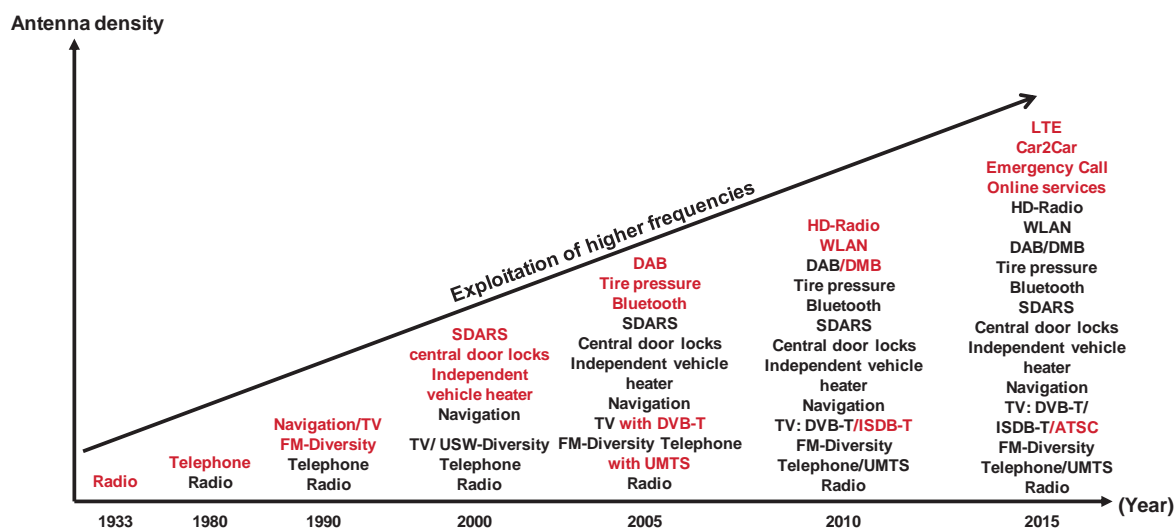 Antenna density
Exploitation of higher frequencies
Radio
Telephone
Radio
Navigation/TV
FM-Diversity
Telephone
Radio
SDARS
central door locks
Independent
vehicle heater
Navigation
TV/ USW-Diversity
Telephone
Radio
DAB
Tire pressure
Bluetooth
SDARS
Central door locks
Independent vehicle
heater
Navigation
TV with DVB-T
FM-Diversity Telephone
with UMTS
Radio
HD-Radio
WLAN
DAB/DMB
Tire pressure
Bluetooth
SDARS
Central door locks
Independent vehicle
heater
Navigation
TV: DVB-T/ISDB-T
FM-Diversity
Telephone/UMTS
Radio
LTE
Car2Car
Emergency Call
Online services
HD-Radio
WLAN
DAB/DMB
Tire pressure
Bluetooth
SDARS
Central door locks
Independent vehicle
heater
Navigation
TV: DVB-T/
ISDB-T/ATSC
FM-Diversity
Telephone/UMTS
Radio
(Year)
1933 1980 1990 2000 2005 2010 2015